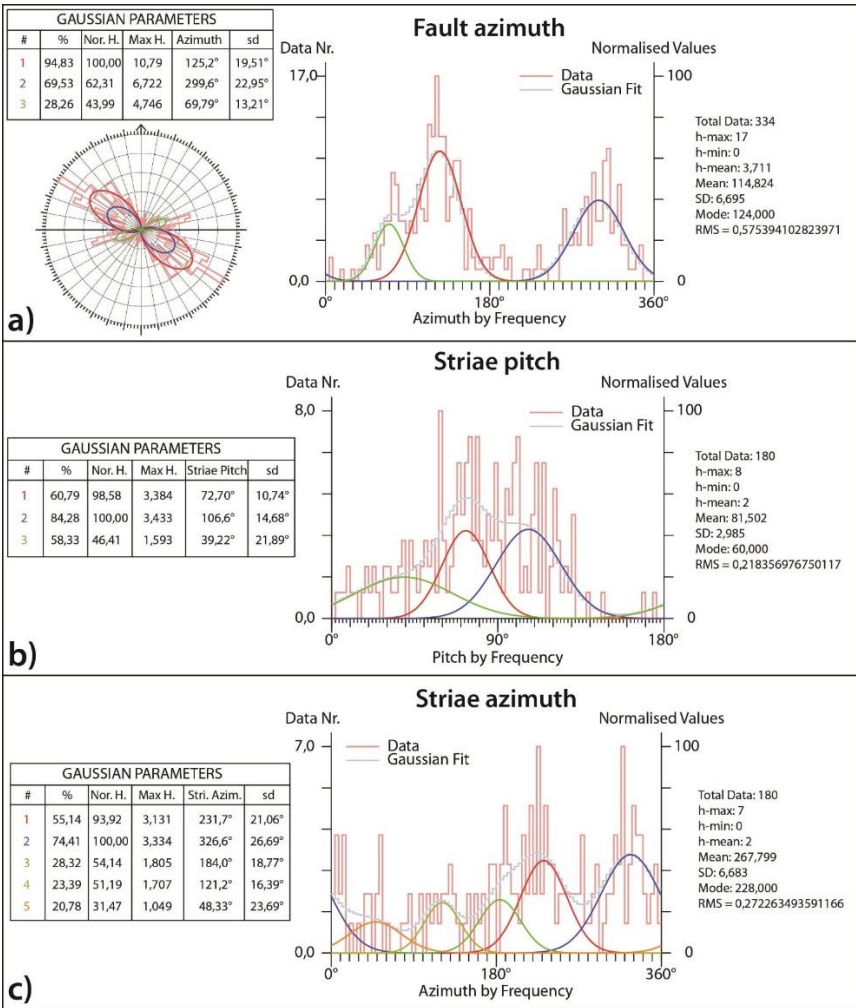 GAUSSIAN PARAMETERS
# % Nor. H. Max H. Azimuth sd
1 94,83 100,00 10,79 125,2° 19,51°
2 69,53 62,31 6,722 299,6° 22,95°
3 28,26 43,99 4,746 69,79° 13,21°
a)
Fault azimuth
Data Nr.
Normalised Values
17,0
100
Data
Gaussian Fit
0,0
0
0°
180°
360°
Azimuth by Frequency
Total Data: 334
h-max: 17
h-min: 0
h-mean: 3,711
Mean: 114,824
SD: 6,695
Mode: 124,000
RMS = 0,575394102823971
Striae pitch
GAUSSIAN PARAMETERS
# % Nor. H. Max H. Striae Pitch sd
1 60,79 98,58 3,384 72,70° 10,74°
2 84,28 100,00 3,433 106,6° 14,68°
3 58,33 46,41 1,593 39,22° 21,89°
b)
Data Nr.
Normalised Values
8,0
100
Data
Gaussian Fit
0,0
0
0°
90°
180°
Pitch by Frequency
Total Data: 180
h-max: 8
h-min: 0
h-mean: 2
Mean: 81,502
SD: 2,985
Mode: 60,000
RMS = 0,218356976750117
Striae azimuth
GAUSSIAN PARAMETERS
# % Nor. H. Max H. Stri. Azim. sd
1 55,14 93,92 3,131 231,7° 21,06°
2 74,41 100,00 3,334 326,6° 26,69°
3 28,32 54,14 1,805 184,0° 18,77°
4 23,39 51,19 1,707 121,2° 16,39°
5 20,78 31,47 1,049 48,33° 23,69°
c)
Data Nr.
Normalised Values
7,0
100
Data
Gaussian Fit
0,0
0
0°
180°
360°
Azimuth by Frequency
Total Data: 180
h-max: 7
h-min: 0
h-mean: 2
Mean: 267,799
SD: 6,683
Mode: 228,000
RMS = 0,272263493591166